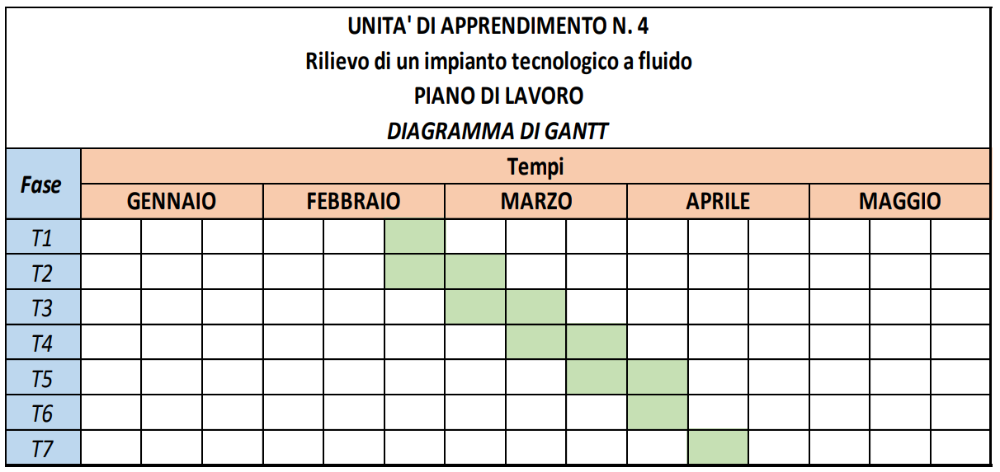 UNITA' DI APPRENDIMENTO N. 4
Rilievo di un impianto tecnologico a fluido
PIANO DI LAVORO
DIAGRAMMA DI GANTT
Fase
Tempi
GENNAIO FEBBRAIO MARZO APRILE MAGGIO
T1
T2
T3
T4
T5
T6
T7